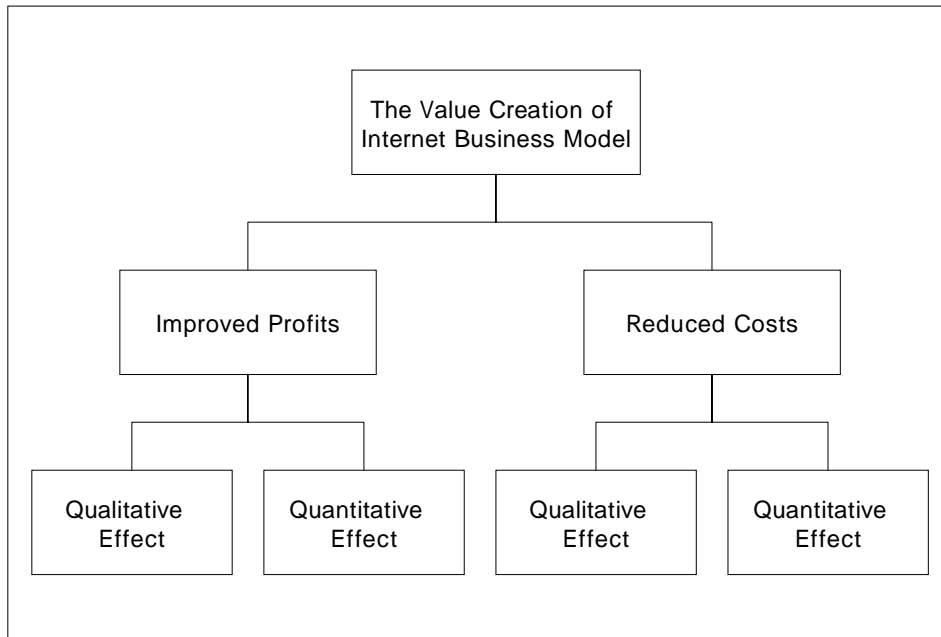 The Value Creation of
Internet Business Model
Improved Profits
Reduced Costs
Qualitative
Effect
Quantitative
Effect
Qualitative
Effect
Quantitative
Effect